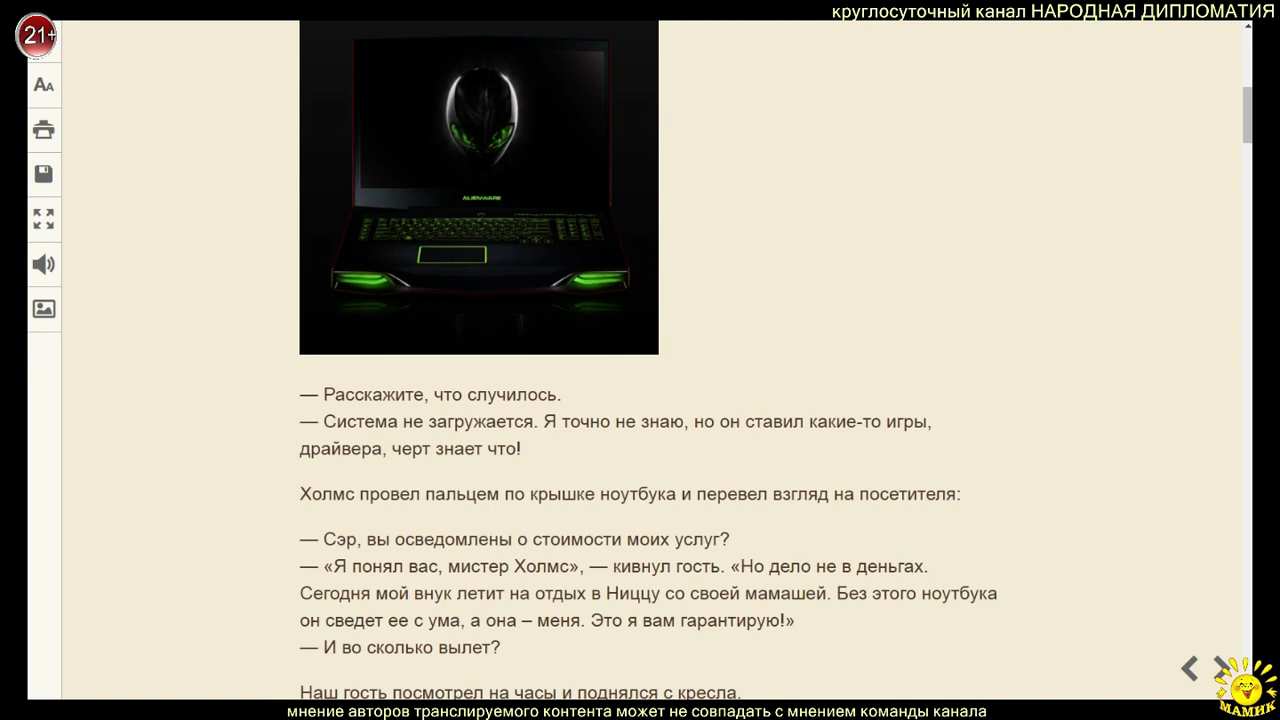 круглосуточный канал НАРОДНАЯ ДИПЛОМАТИЯ
21+
AA
ALIENWARE
— Расскажите, что случилось.
— Система не загружается. Я точно не знаю, но он ставил какие-то игры,
драйвера, черт знает что!
Холмс провел пальцем по крышке ноутбука и перевел взгляд на посетителя:
— Сэр, вы осведомлены о стоимости моих услуг?
— «Я понял вас, мистер Холмс», — кивнул гость. «Но дело не в деньгах.
Сегодня мой внук летит на отдых в Ниццу со своей мамашей. Без этого ноутбука
он сведет ее с ума, а она – меня. Это я вам гарантирую!»
— И во сколько вылет?
Наш гость посмотрел на часы и поднялся с кресла.
МАМИК
мнение авторов транслируемого контента может не совпадать с мнением команды канала